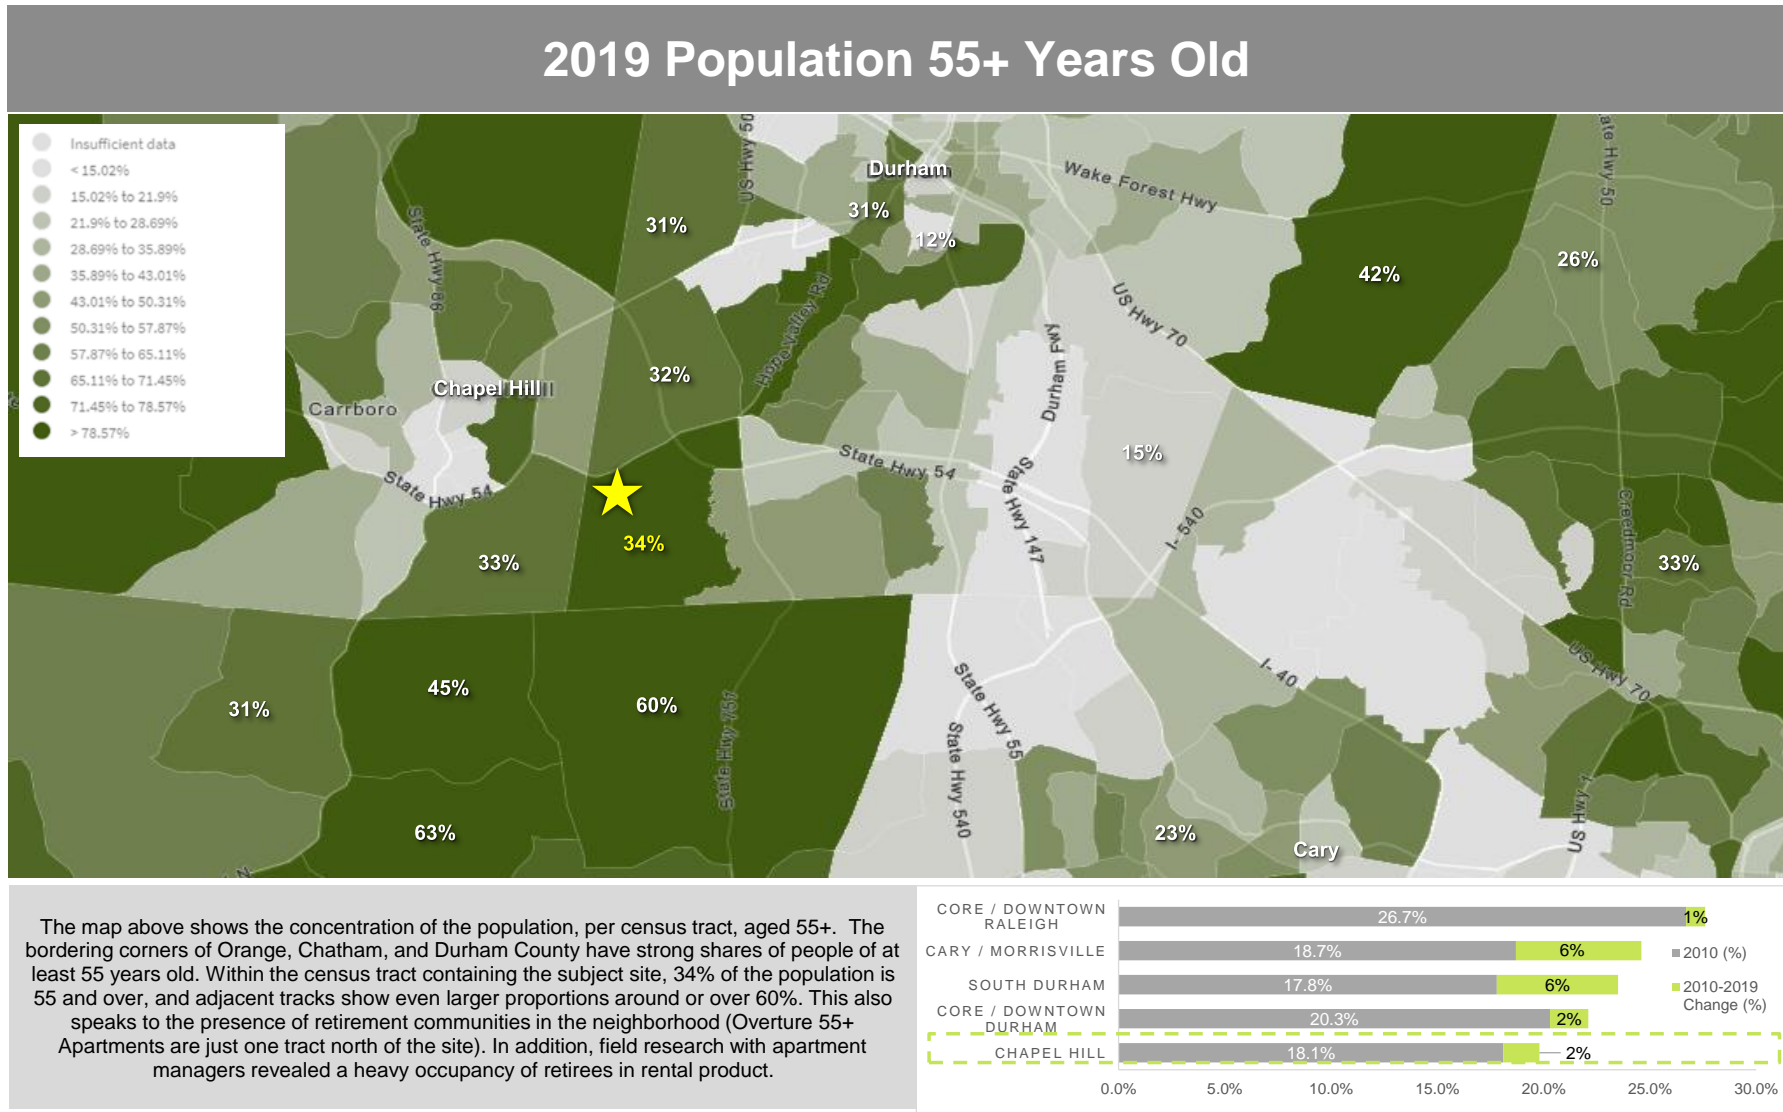 2019 Population 55+ Years Old
Insufficient data
< 15.02%
15.02% to 21.9%
21.9% to 28.69%
28.69% to 35.89%
35.89% to 43.01%
43.01% to 50.31%
50.31% to 57.87%
57.87% to 65.11%
65.11% to 71.45%
71.45% to 78.57%
> 78.57%
US Hwy 50
Durham
Wake Forest Hwy
Hwy 50
State Hwy 86
31%
31%
12%
42%
26%
Hope Valley Rd
US Hwy 70
Durham Fwy
32%
Chapel Hill
Carrboro
State Hwy 54
State Hwy 54
State Hwy 147
15%
I- 540
Creedmoor Rd
34%
33%
33%
45%
31%
60%
State Hwy 751
State Hwy 55
I- 40
US Hwy 70
State Hwy 540
US Hwy 1
63%
23%
Cary
The map above shows the concentration of the population, per census tract, aged 55+. The
bordering corners of Orange, Chatham, and Durham County have strong shares of people of at
least 55 years old. Within the census tract containing the subject site, 34% of the population is
55 and over, and adjacent tracks show even larger proportions around or over 60%. This also
speaks to the presence of retirement communities in the neighborhood (Overture 55+
Apartments are just one tract north of the site). In addition, field research with apartment
managers revealed a heavy occupancy of retirees in rental product.
CORE / DOWNTOWN
RALEIGH
26.7%
1%
CARY / MORRISVILLE
18.7%
6%
2010 (%)
SOUTH DURHAM
17.8%
6%
2010-2019
Change (%)
CORE / DOWNTOWN
DURHAM
20.3%
2%
CHAPEL HILL
18.1%
2%
0.0% 5.0% 10.0% 15.0% 20.0% 25.0% 30.0%